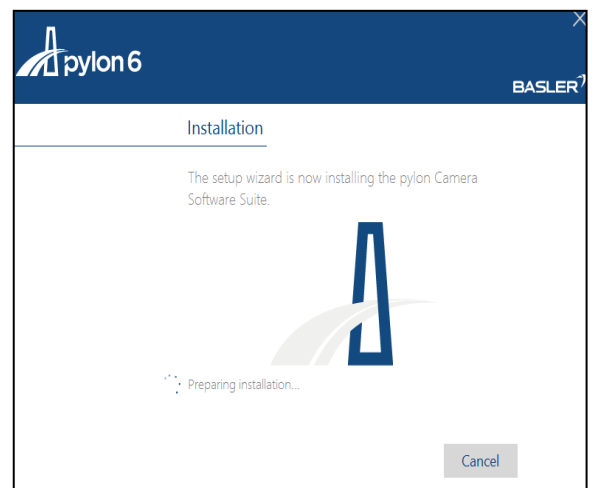 pylon 6
BASLER
Installation
The setup wizard is now installing the pylon Camera
Software Suite.
Preparing installation...
Cancel